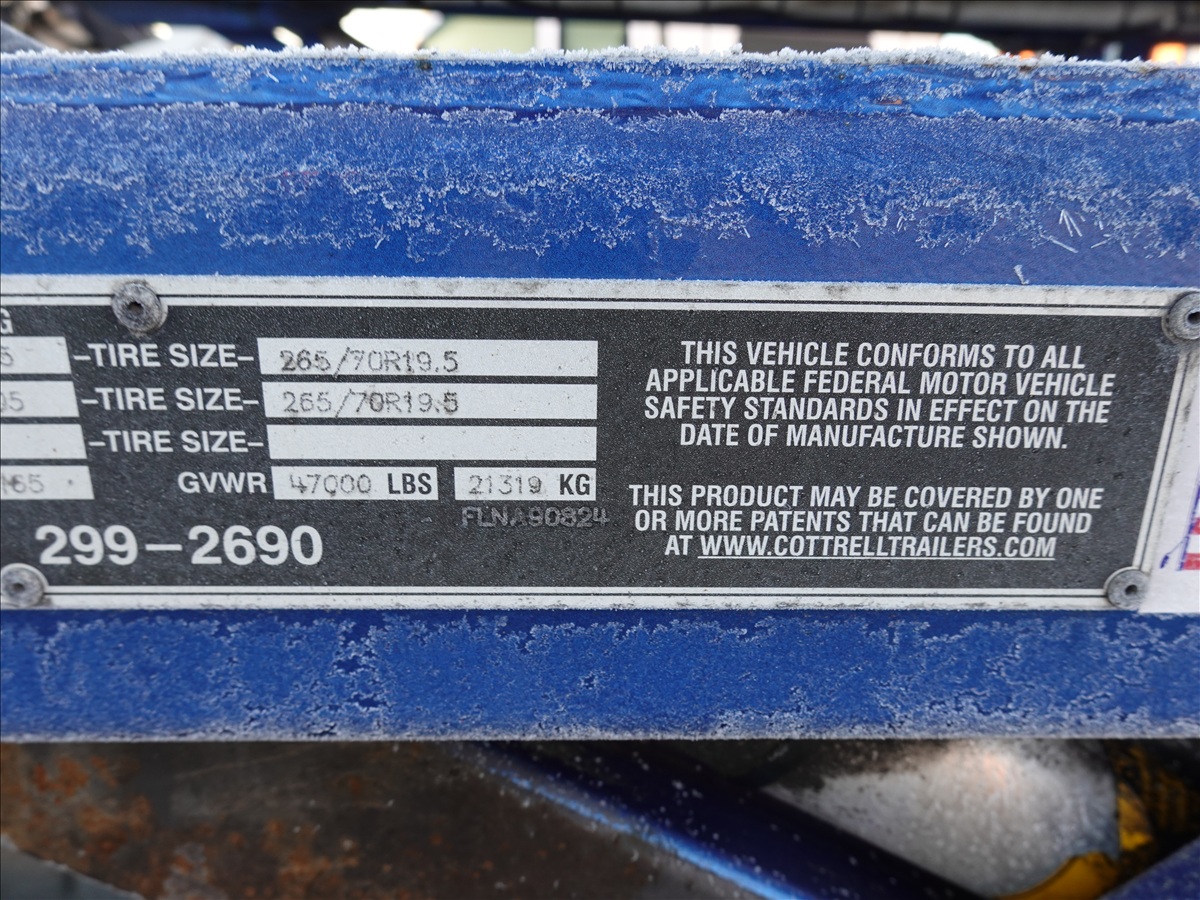 G
5 -TIRE SIZE- 265/70R19.5
05 -TIRE SIZE- 265/70R19.5
-TIRE SIZE-
165 GVWR 47000 LBS 21319 KG
FLNA90824
299-2690
THIS VEHICLE CONFORMS TO ALL
APPLICABLE FEDERAL MOTOR VEHICLE
SAFETY STANDARDS IN EFFECT ON THE
DATE OF MANUFACTURE SHOWN.
THIS PRODUCT MAY BE COVERED BY ONE
OR MORE PATENTS THAT CAN BE FOUND
AT WWW.COTTRELLTRAILERS.COM